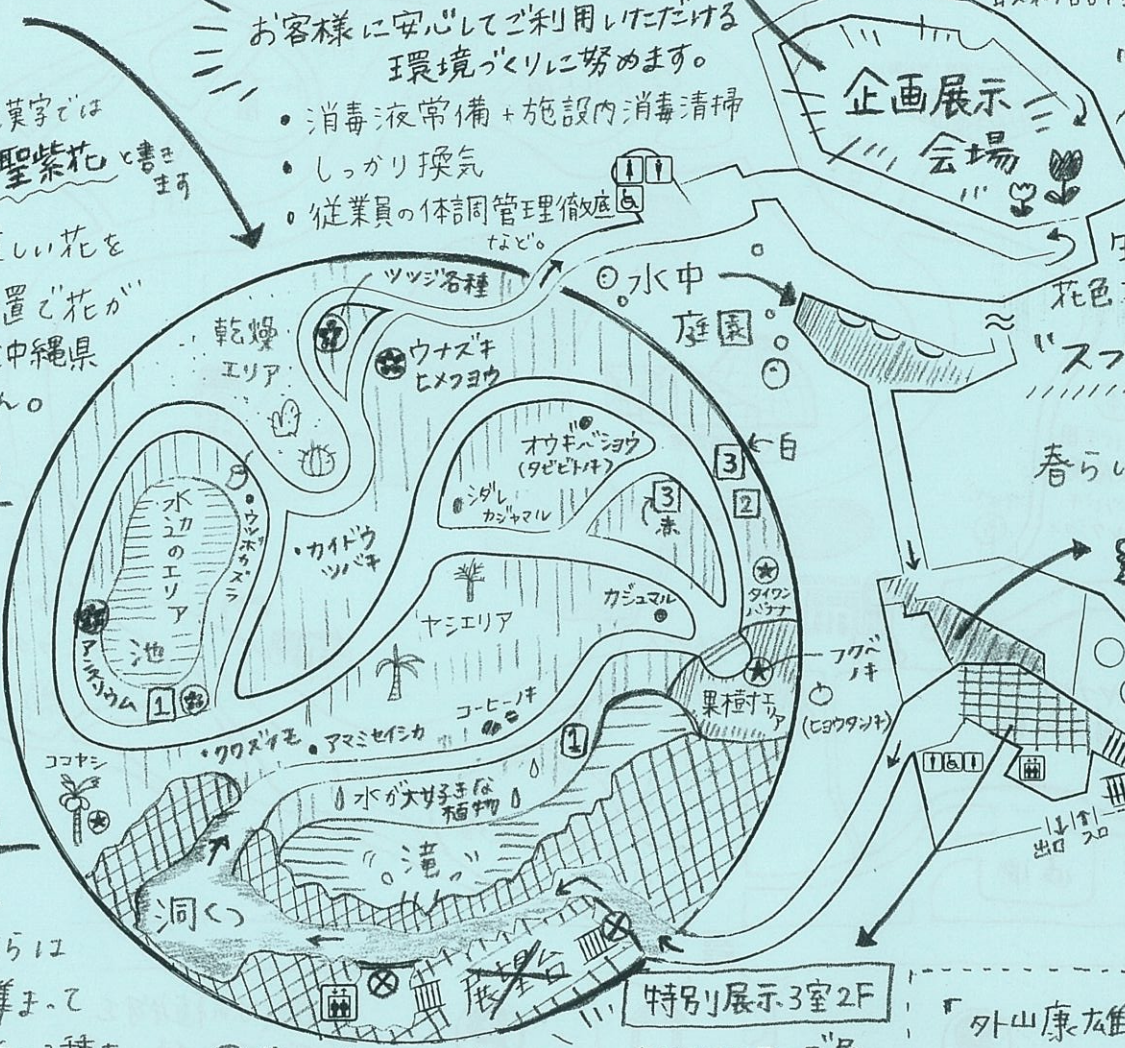 お客様に安心してご利用いただける
環境づくりに努めます。
・消毒液常備+施設内消毒清掃
・しっかり換気
・従業員の体調管理徹底
など。
漢字では
聖紫花と書き
ます
しい花を
置で花が
沖縄県
ん。
企画展示
会場
水中
庭園
花色
"スプ
春らし
ツツジ各種
乾燥
エリア
ウナズキ
ヒメフヨウ
オウギバショウ
(タビビトノキ)
シダレ
ガジャマル
3
赤
3
←白
2
タイワン
バナナ
・ウツボカズラ
水カユのエリア
池
アンスリウム
1
・カイドウ
ツバキ
ヤシエリア
ガジュマル
フクベ
ノキ
(ヒョウタンノキ)
果樹エリア
コーヒーノキ
1
・クワズイモ
・アマミセイシカ
ココヤシ
水が大好きな
植物
滝
洞くつ
展望台
出口
入口
特別展示3室2F
らは
集まって
『外山康雄